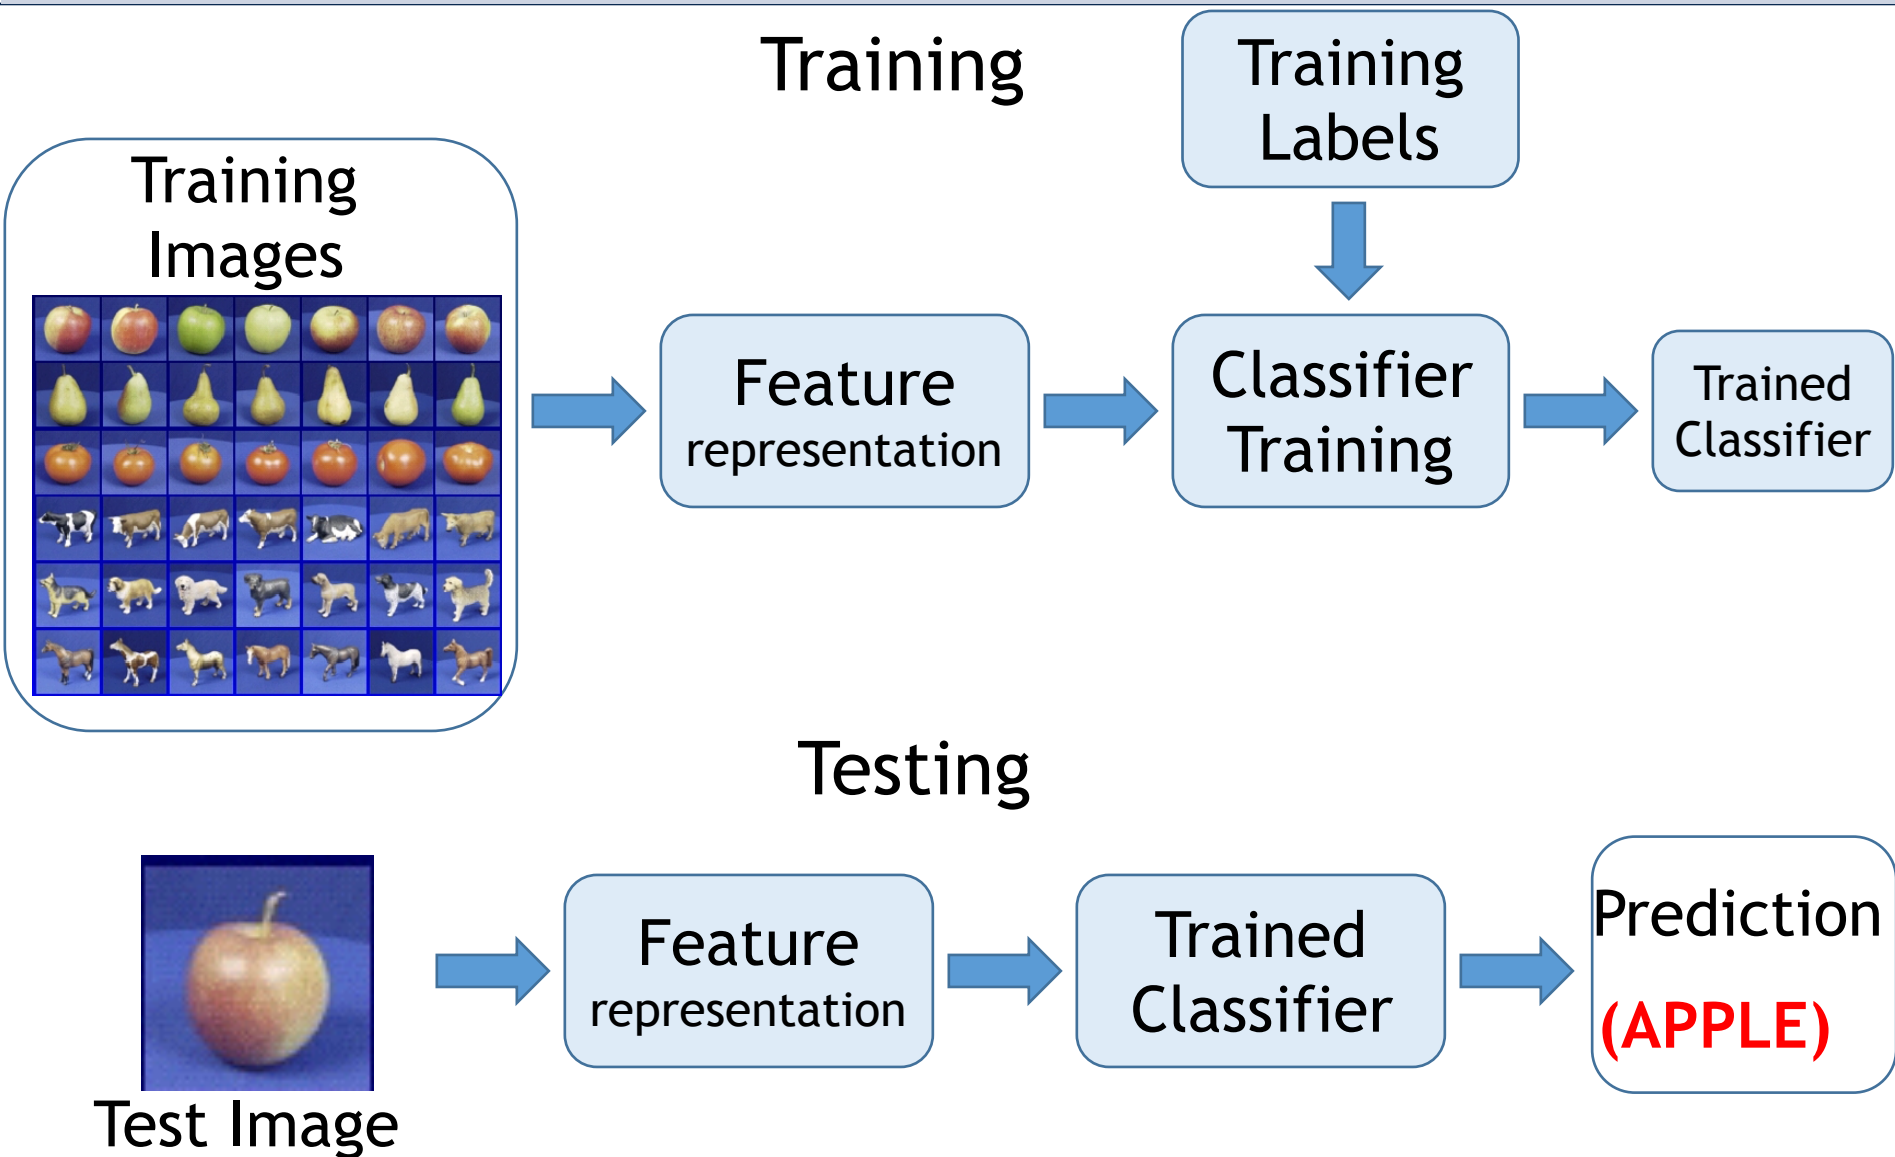 Training
Training
Labels
Training
Images
Feature
representation
Classifier
Training
Trained
Classifier
Testing
Feature
representation
Trained
Classifier
Prediction
(APPLE)
Test Image